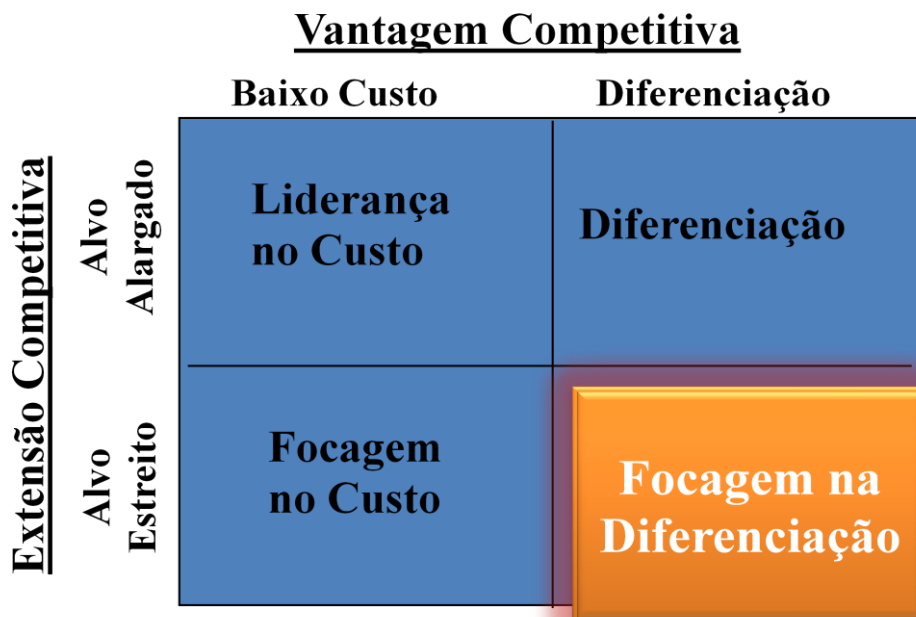 Vantagem Competitiva
Baixo Custo
Diferenciação
Extensão Competitiva
Alvo
Alargado
Liderança
no Custo
Diferenciação
Alvo
Estreito
Focagem
no Custo
Focagem na
Diferenciação